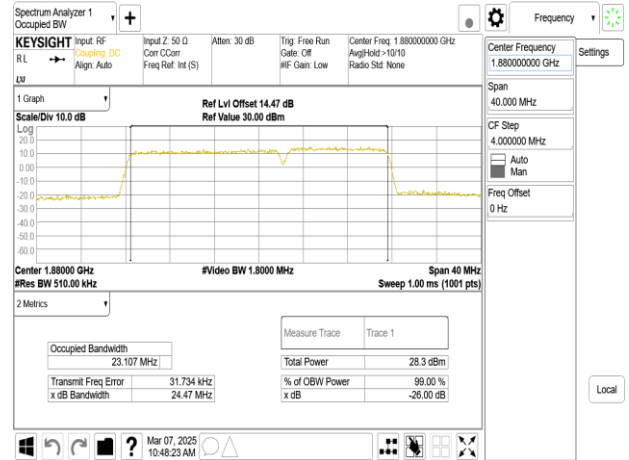 Spectrum Analyzer 1
Occupied BW
Frequency
KEYSIGHT
Input: RF
Input Z: 50 Ω
Atten: 30 dB
Trig: Free Run
Center Freq: 1.880000000 GHz
RL
Coupling: DC
Corr CCorr
Gate: Off
Avg|Hold:>10/10
Align: Auto
Freq Ref: Int (S)
#IF Gain: Low
Radio Std: None
LXI
Center Frequency
1.880000000 GHz
Settings
Span
40.000 MHz
CF Step
4.000000 MHz
Auto
Man
Freq Offset
0 Hz
Local
1 Graph
Ref Lvl Offset 14.47 dB
Scale/Div 10.0 dB
Ref Value 30.00 dBm
Log
20.0
10.0
0.00
-10.0
-20.0
-30.0
-40.0
-50.0
-60.0
Center 1.88000 GHz
#Video BW 1.8000 MHz
Span 40 MHz
#Res BW 510.00 kHz
Sweep 1.00 ms (1001 pts)
2 Metrics
Measure Trace
Trace 1
Occupied Bandwidth
23.107 MHz
Total Power
28.3 dBm
Transmit Freq Error
31.734 kHz
% of OBW Power
99.00 %
x dB Bandwidth
24.47 MHz
x dB
-26.00 dB
Mar 07, 2025
10:48:23 AM